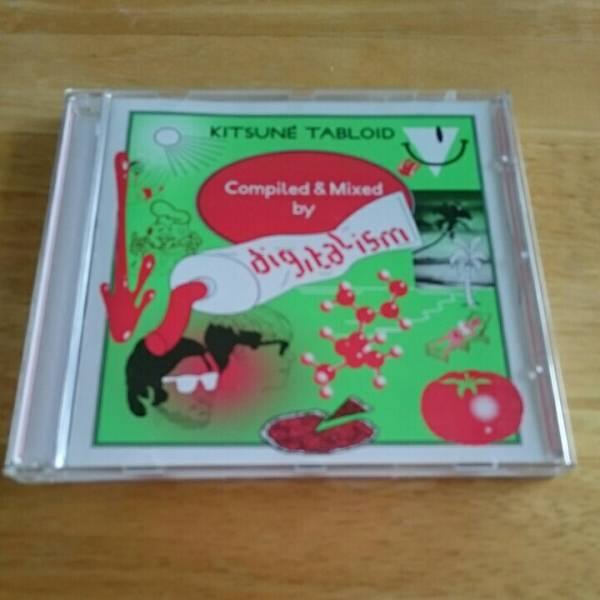 KITSUNÉ TABLOID
Compiled & Mixed
by
digitalism